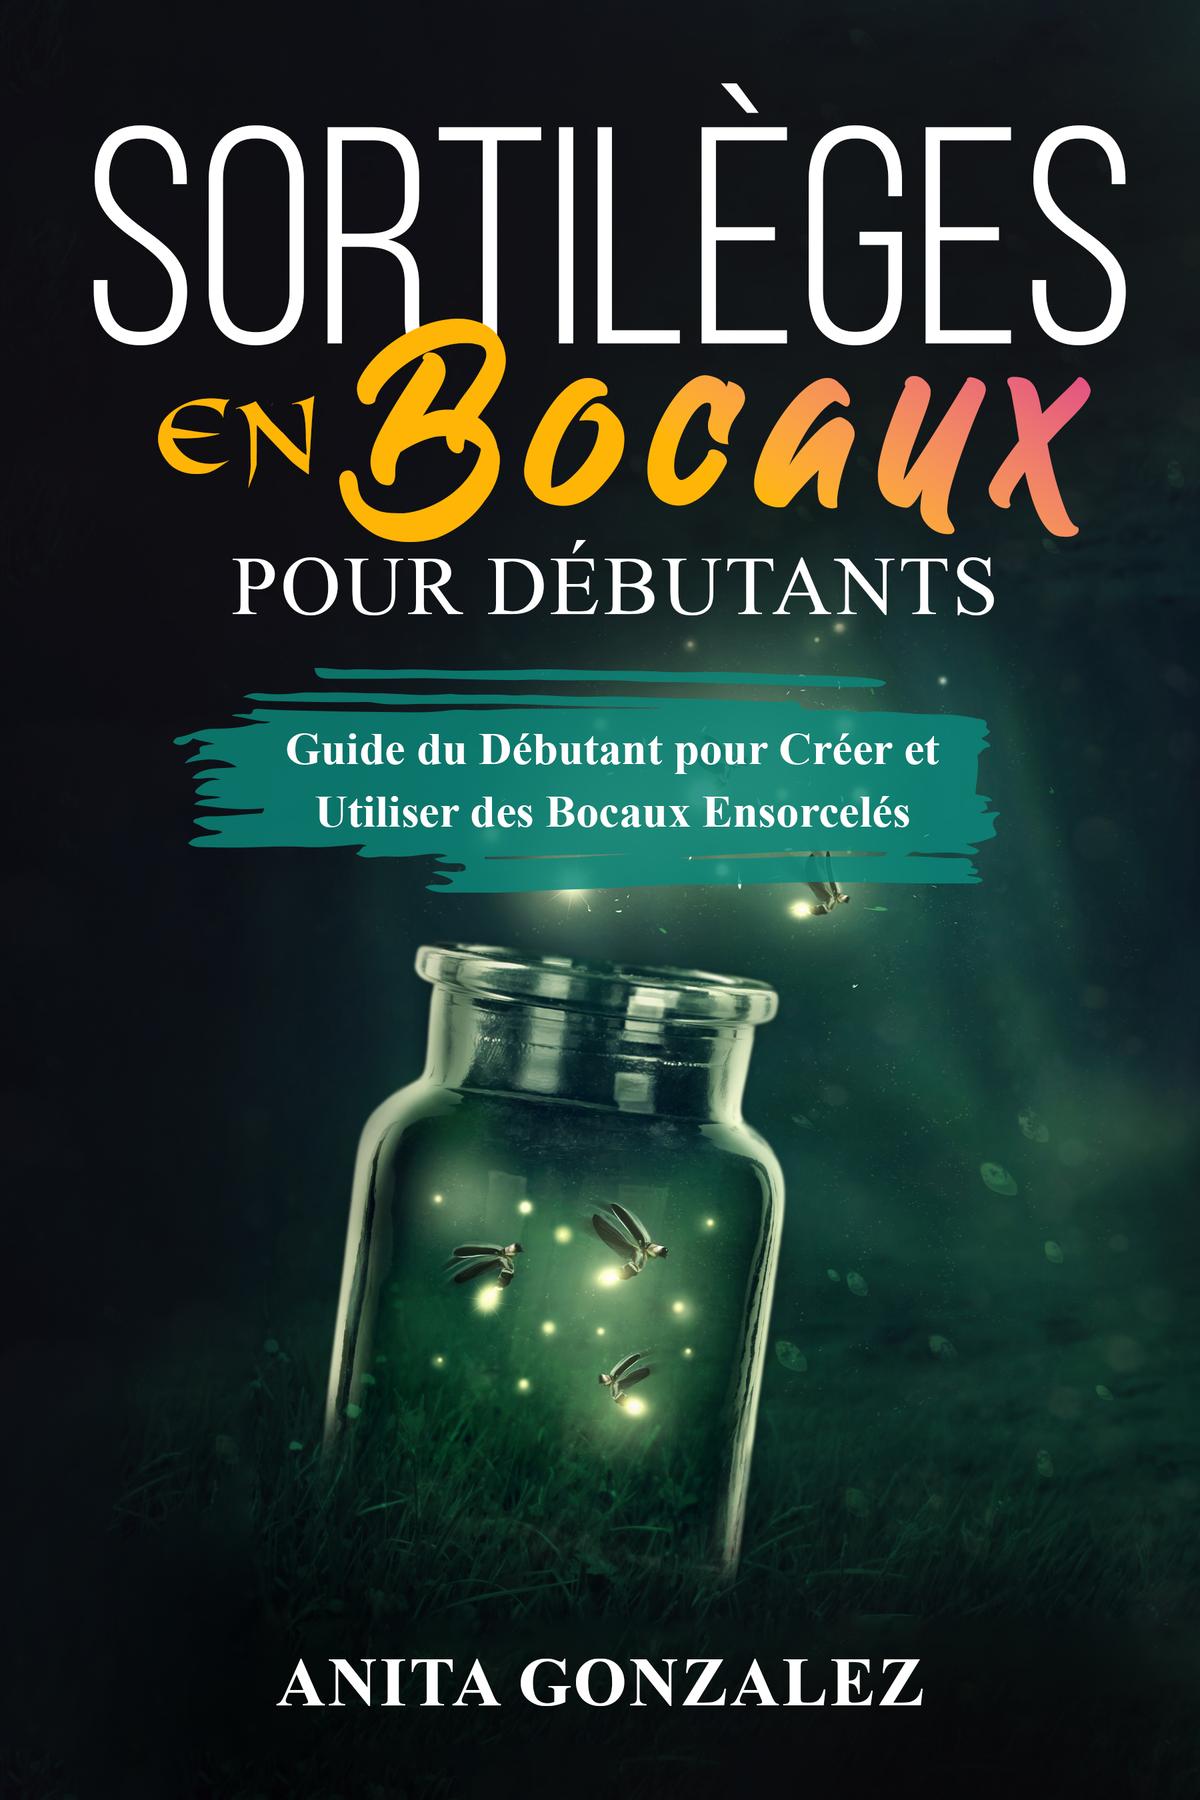 SORTILÈGES
EN Bocaux
POUR DÉBUTANTS
Guide du Débutant pour Créer et
Utiliser des Bocaux Ensorcelés
ANITA GONZALEZ